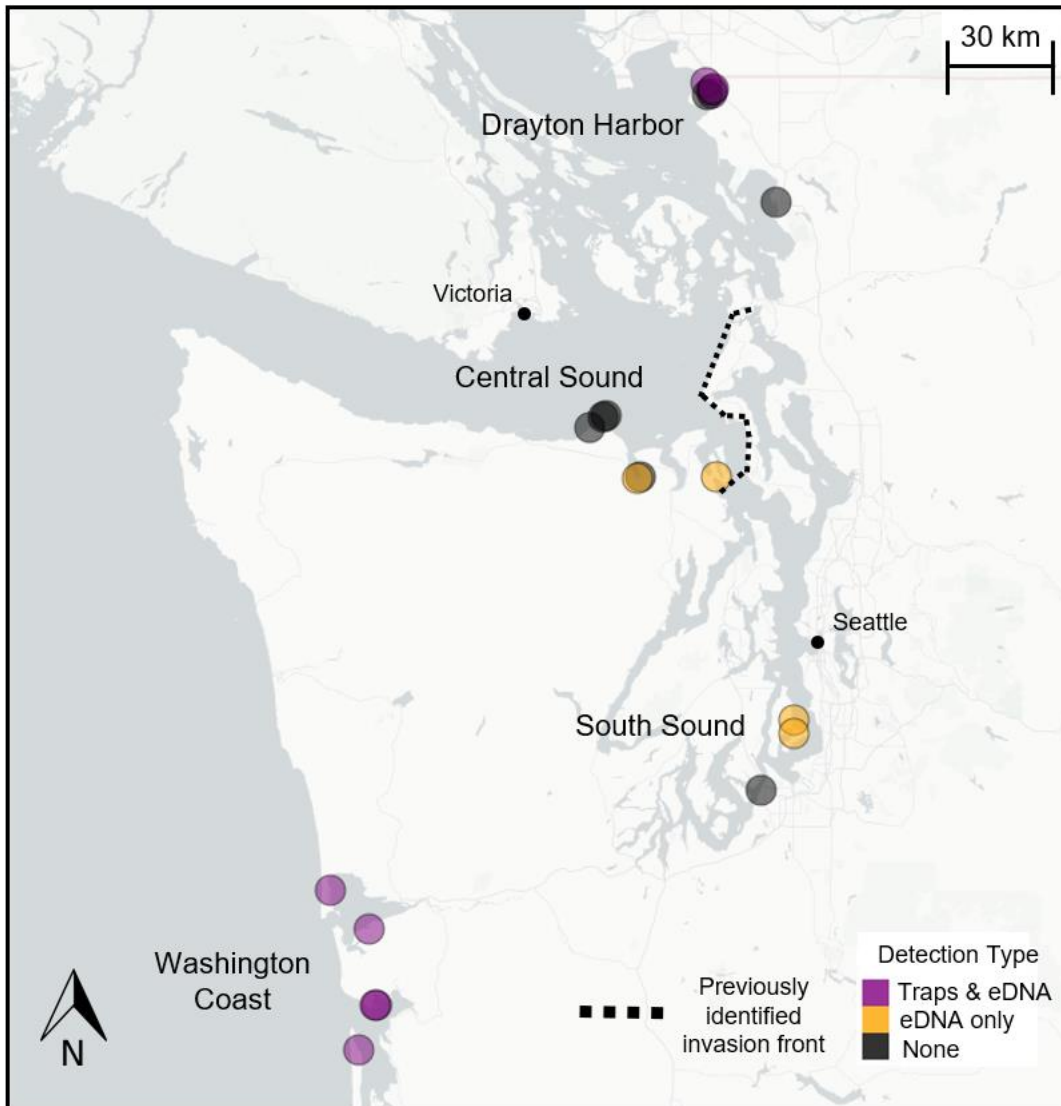 30 km
Drayton Harbor
Victoria
Central Sound
Seattle
South Sound
Washington
Coast
N
Previously
identified
invasion front
Detection Type
Traps & eDNA
eDNA only
None